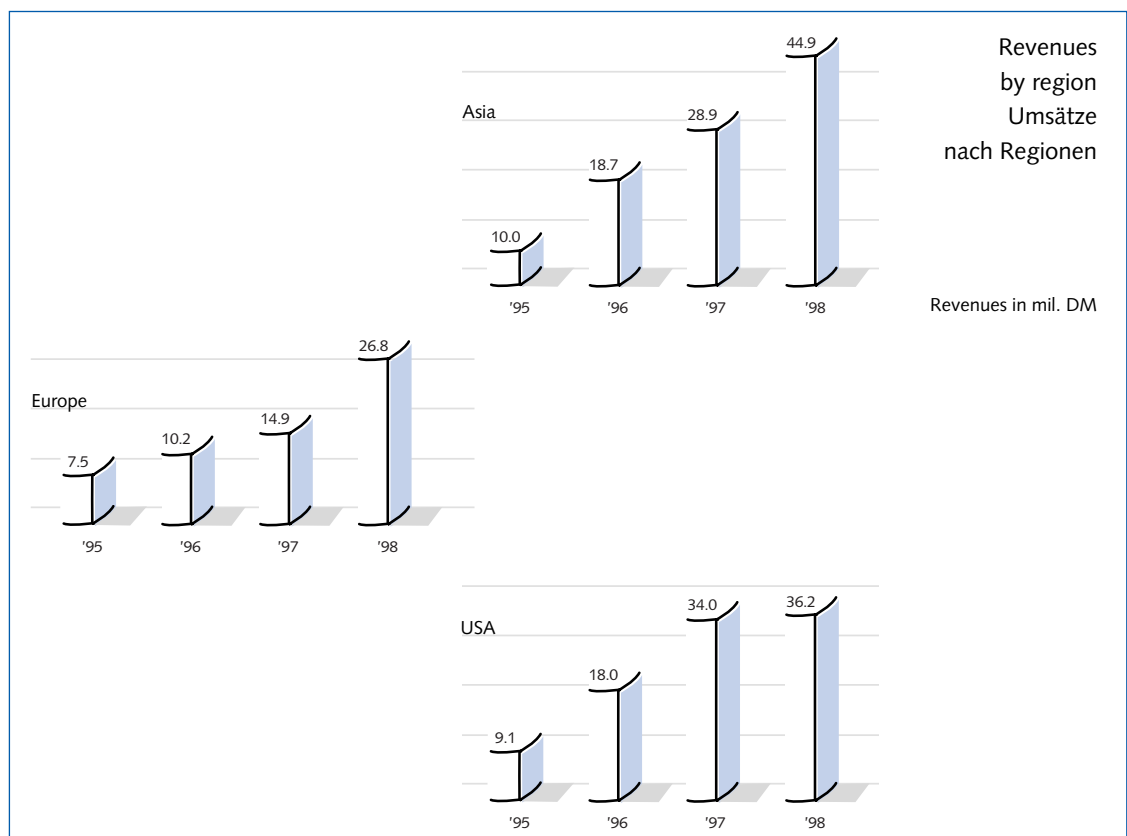 Revenues
by region
Umsätze
nach Regionen
Revenues in mil. DM
Asia
10.0
18.7
28.9
44.9
'95 '96 '97 '98
Europe
7.5
10.2
14.9
26.8
'95 '96 '97 '98
USA
9.1
18.0
34.0
36.2
'95 '96 '97 '98